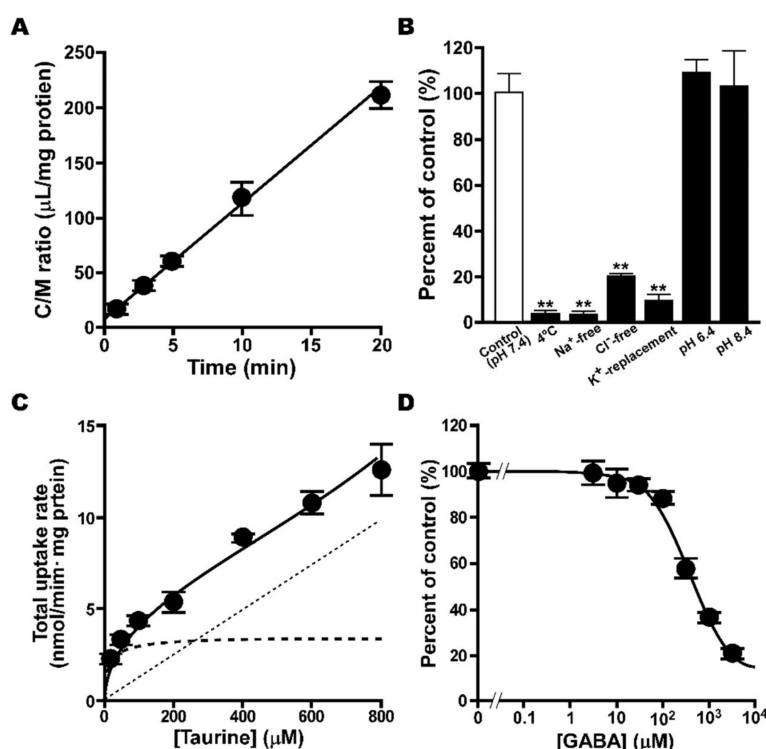 A
C/M ratio (μL/mg protien)
250
200
150
100
50
0
0
5
10
15
20
Time (min)
B
Percemt of control (%)
120
100
80
60
40
20
0
**
**
**
**
Control
(pH 7.4)
4°C
Na⁺-free
Cl⁻-free
K⁺-replacement
pH 6.4
pH 8.4
C
Total uptake rate
(nmol/mim· mg prtein)
15
10
5
0
0
200
400
600
800
[Taurine] (μM)
D
Percent of control (%)
120
100
80
60
40
20
0
0
0.1
1
10
10²
10³
10⁴
[GABA] (μM)